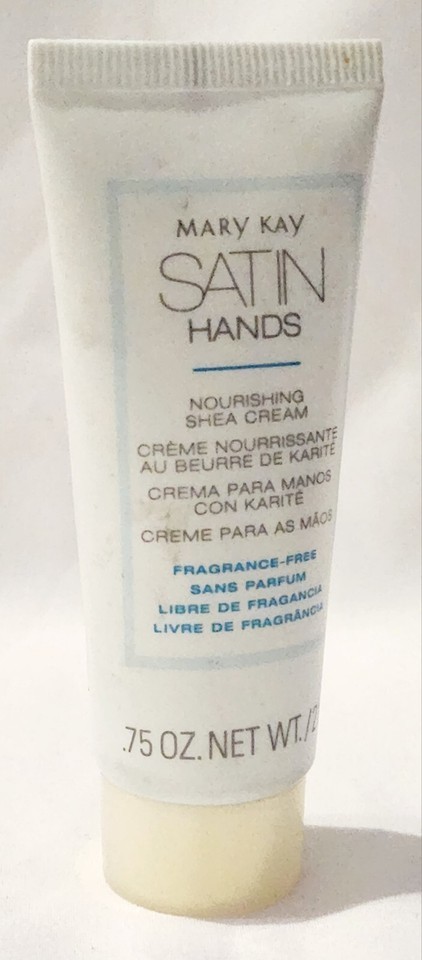 MARY KAY
SATIN
HANDS
NOURISHING
SHEA CREAM
CRÈME NOURRISSANTE
AU BEURRE DE KARITÉ
CREMA PARA MANOS
CON KARITÉ
CREME PARA AS MÃOS
FRAGRANCE-FREE
SANS PARFUM
LIBRE DE FRAGANCIA
LIVRE DE FRAGRÂNCIA
.75 OZ. NET WT. / 2